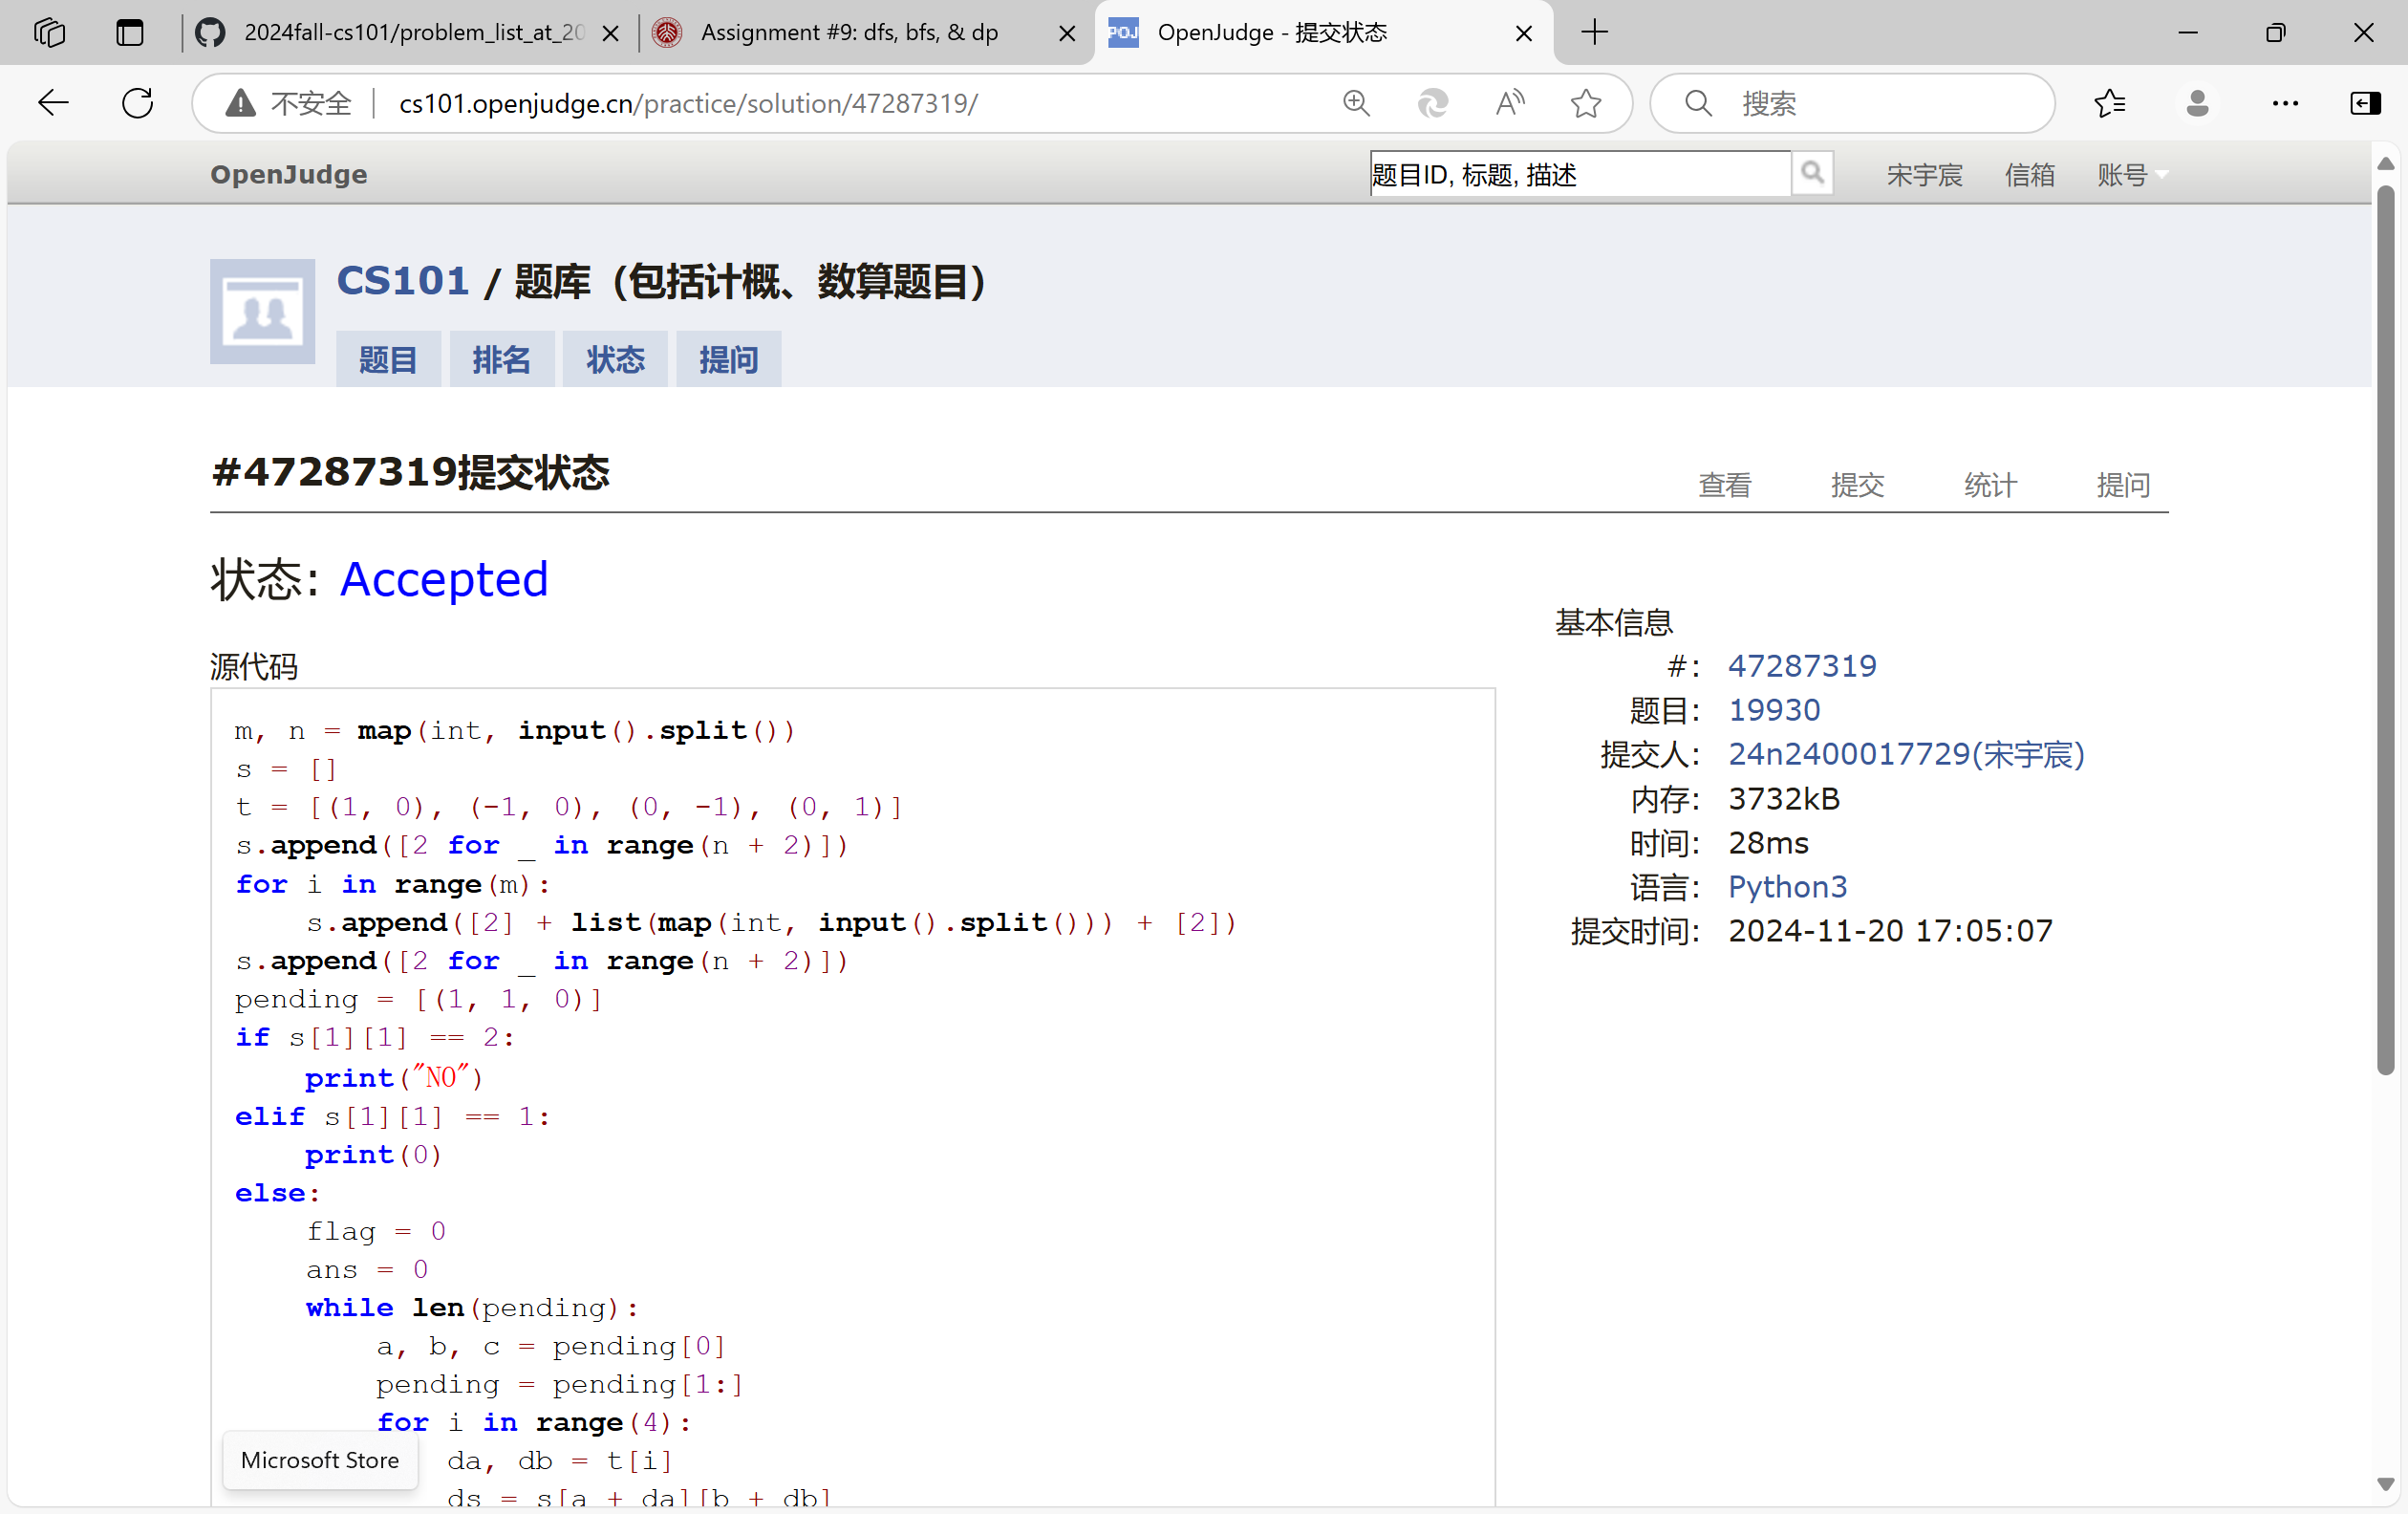 2024fall-cs101/problem_list_at_20
Assignment #9: dfs, bfs, & dp
OpenJudge - 提交状态
不安全
cs101.openjudge.cn/practice/solution/47287319/
搜索
OpenJudge
题目ID, 标题, 描述
宋宇宸 信箱 账号
CS101 / 题库 (包括计概、数算题目)
题目 排名 状态 提问
#47287319提交状态
查看 提交 统计 提问
状态: Accepted
源代码
m, n = map(int, input().split())
s = []
t = [(1, 0), (-1, 0), (0, -1), (0, 1)]
s.append([2 for _ in range(n + 2)])
for i in range(m):
    s.append([2] + list(map(int, input().split())) + [2])
s.append([2 for _ in range(n + 2)])
pending = [(1, 1, 0)]
if s[1][1] == 2:
    print("NO")
elif s[1][1] == 1:
    print(0)
else:
    flag = 0
    ans = 0
    while len(pending):
        a, b, c = pending[0]
        pending = pending[1:]
        for i in range(4):
            da, db = t[i]
            ds = s[a + da][b + db]
Microsoft Store
基本信息
#: 47287319
题目: 19930
提交人: 24n2400017729(宋宇宸)
内存: 3732kB
时间: 28ms
语言: Python3
提交时间: 2024-11-20 17:05:07